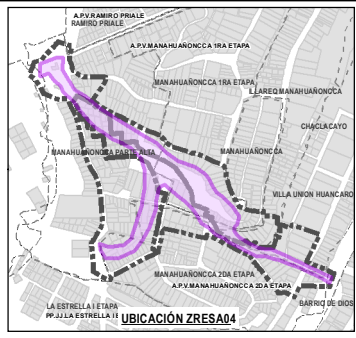 A.P.V.RAMIRO PRIALE
RAMIRO PRIALE
A.P.V.MANAHUAÑONCCA 1RA ETAPA
MANAHUAÑONCCA 1RA ETAPA
LLAREQ MANAHUAÑONCCA
CHACLACAYO
MANAHUAÑONCCA PARTE ALTA
MANAHUAÑONCCA
VILLA UNION HUANCARO
MANAHUAÑONCCA 2DA ETAPA
A.P.V.MANAHUAÑONCCA 2DA ETAPA
BARRIO DE DIOS
LA ESTRELLA I ETAPA
PP.JJ.LA ESTRELLA I E
UBICACIÓN ZRESA04